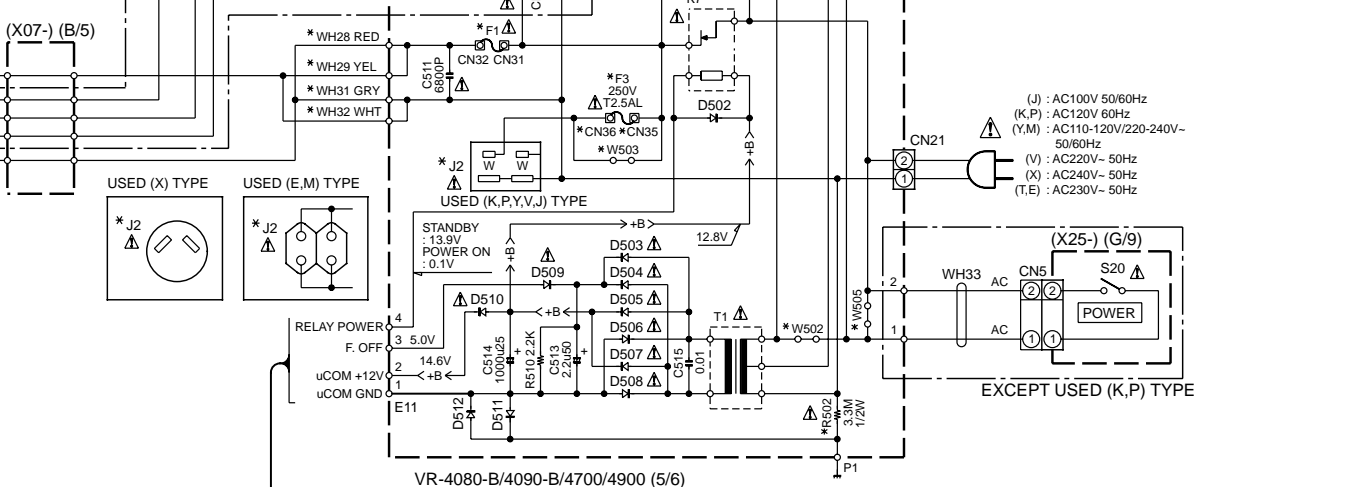 (X07-) (B/5)
*WH28 RED
*WH29 YEL
*WH31 GRY
*WH32 WHT
*F1
CN32 CN31
C511
6800P
*F3
250V
T2.5AL
*CN36 *CN35
*W503
D502
+B
*J2
W W
USED (K,P,Y,V,J) TYPE
(J) : AC100V 50/60Hz
(K,P) : AC120V 60Hz
(Y,M) : AC110-120V/220-240V~
50/60Hz
(V) : AC220V~ 50Hz
(X) : AC240V~ 50Hz
(T,E) : AC230V~ 50Hz
CN21
2
1
USED (X) TYPE
*J2
USED (E,M) TYPE
*J2
STANDBY
: 13.9V
POWER ON
: 0.1V
+B
+B
12.8V
D503
D504
D505
D506
D507
D508
D509
D510
+B
RELAY POWER
4
F. OFF
3 5.0V
uCOM +12V
2 14.6V
+B
uCOM GND
1
E11
C514
1000u25
R510 2.2K
C513
2.2u50
C515
0.01
T1
*W502
*W505
D512
D511
*R502
3.3M
1/2W
P1
2
1
(X25-) (G/9)
WH33
AC
AC
CN5
2 2
1 1
S20
POWER
EXCEPT USED (K,P) TYPE
VR-4080-B/4090-B/4700/4900 (5/6)